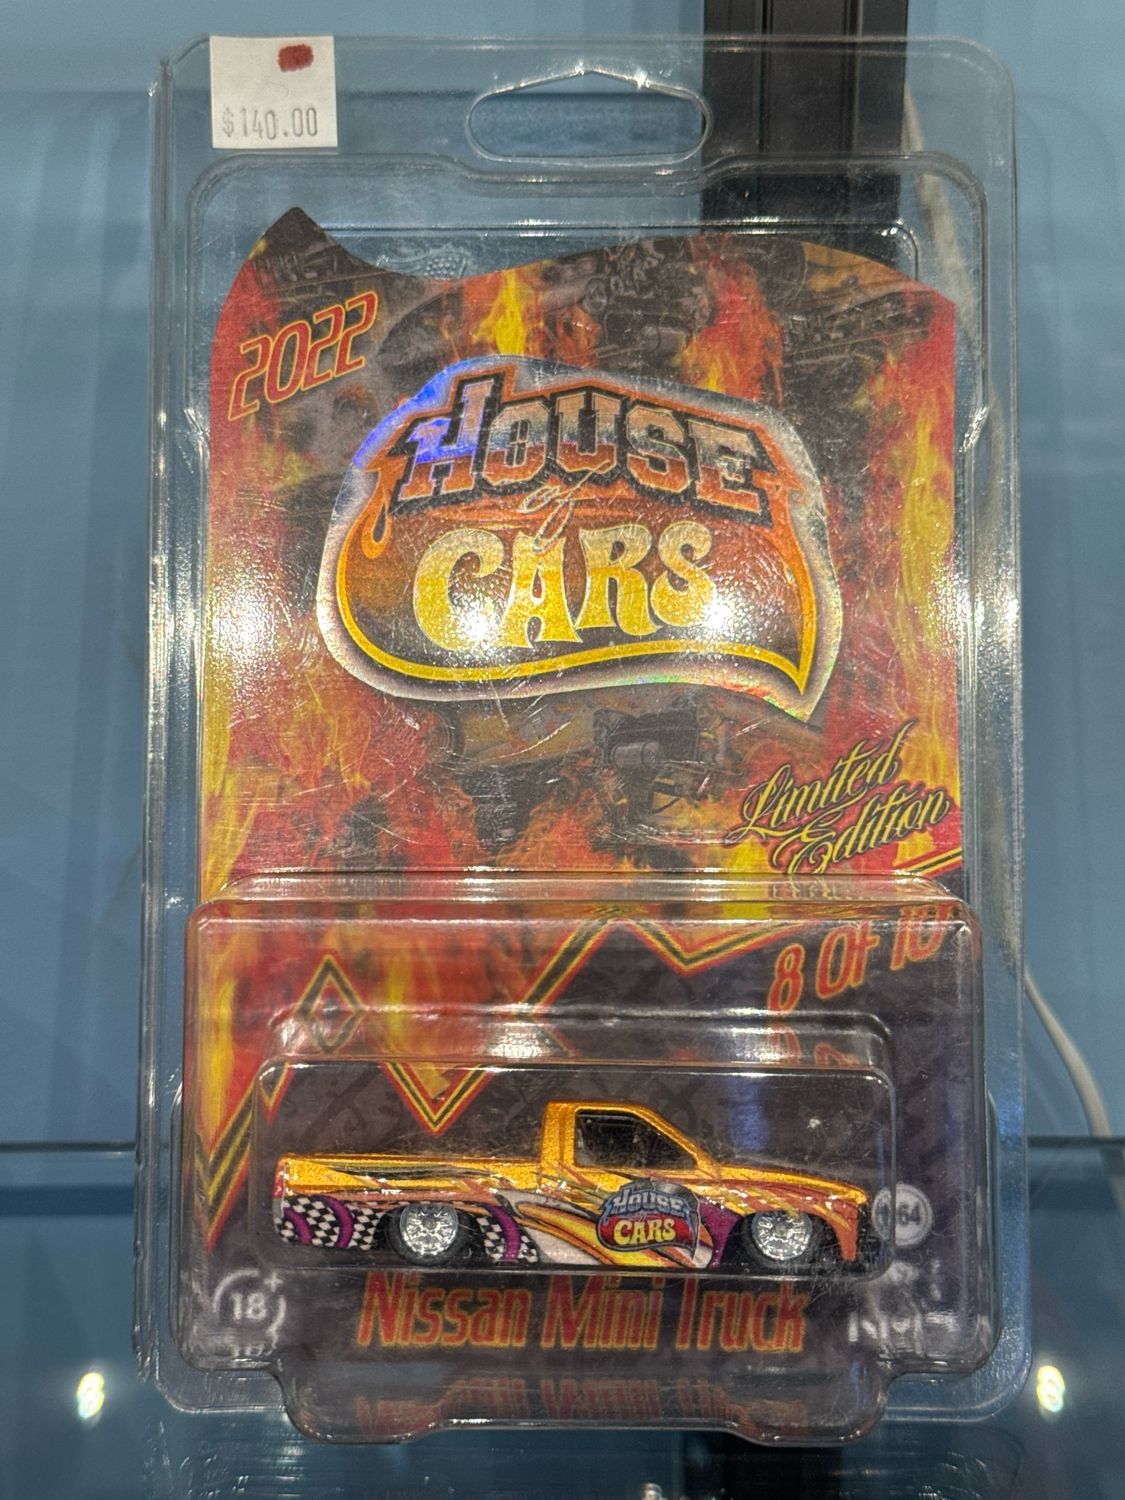 $140.00
2022
HOUSE
of
CARS
Limited
Edition
8 OF 10
HOUSE
CARS
64
18+
Nissan Mini Truck